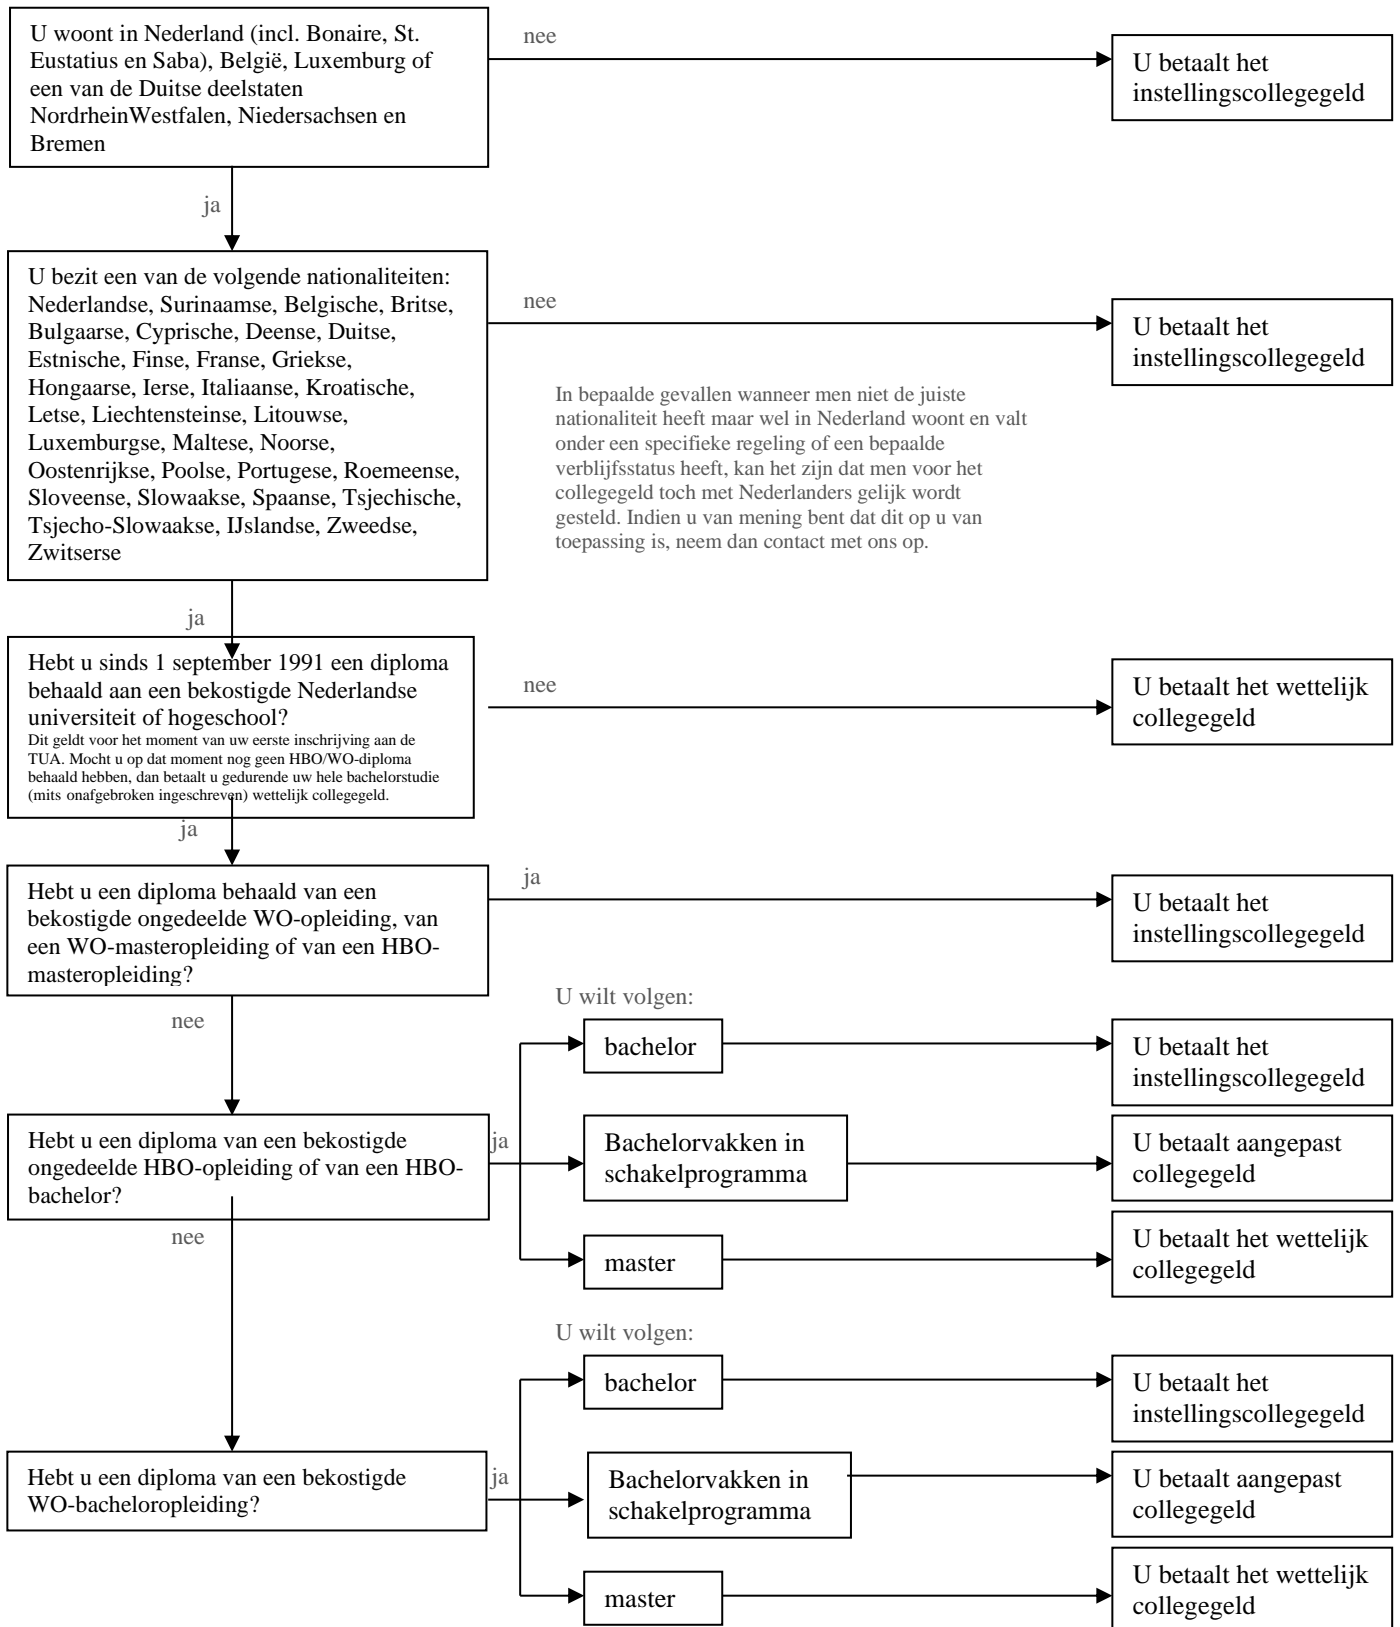 U woont in Nederland (incl. Bonaire, St.
Eustatius en Saba), België, Luxemburg of
een van de Duitse deelstaten
NordrheinWestfalen, Niedersachsen en
Bremen
nee
U betaalt het
instellingscollegegeld
ja
U bezit een van de volgende nationaliteiten:
Nederlandse, Surinaamse, Belgische, Britse,
Bulgaarse, Cyprische, Deense, Duitse,
Estnische, Finse, Franse, Griekse,
Hongaarse, Ierse, Italiaanse, Kroatische,
Letse, Liechtensteinse, Litouwse,
Luxemburgse, Maltese, Noorse,
Oostenrijkse, Poolse, Portugese, Roemeense,
Sloveense, Slowaakse, Spaanse, Tsjechische,
Tsjecho-Slowaakse, IJslandse, Zweedse,
Zwitserse
nee
U betaalt het
instellingscollegegeld
In bepaalde gevallen wanneer men niet de juiste
nationaliteit heeft maar wel in Nederland woont en valt
onder een specifieke regeling of een bepaalde
verblijfsstatus heeft, kan het zijn dat men voor het
collegegeld toch met Nederlanders gelijk wordt
gesteld. Indien u van mening bent dat dit op u van
toepassing is, neem dan contact met ons op.
ja
Hebt u sinds 1 september 1991 een diploma
behaald aan een bekostigde Nederlandse
universiteit of hogeschool?
Dit geldt voor het moment van uw eerste inschrijving aan de
TUA. Mocht u op dat moment nog geen HBO/WO-diploma
behaald hebben, dan betaalt u gedurende uw hele bachelorstudie
(mits onafgebroken ingeschreven) wettelijk collegegeld.
nee
U betaalt het wettelijk
collegegeld
ja
Hebt u een diploma behaald van een
bekostigde ongedeelde WO-opleiding, van
een WO-masteropleiding of van een HBO-
masteropleiding?
ja
U betaalt het
instellingscollegegeld
nee
U wilt volgen:
bachelor
U betaalt het
instellingscollegegeld
Hebt u een diploma van een bekostigde
ongedeelde HBO-opleiding of van een HBO-
bachelor?
ja
Bachelorvakken in
schakelprogramma
U betaalt aangepast
collegegeld
nee
master
U betaalt het wettelijk
collegegeld
U wilt volgen:
bachelor
U betaalt het
instellingscollegegeld
Hebt u een diploma van een bekostigde
WO-bacheloropleiding?
ja
Bachelorvakken in
schakelprogramma
U betaalt aangepast
collegegeld
master
U betaalt het wettelijk
collegegeld